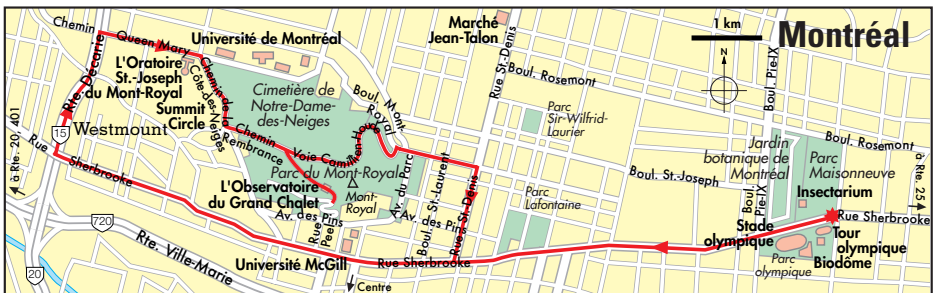 Montréal
1 km
Marché
Jean-Talon
Chemin
Queen Mary
Université de Montréal
Rue St.-Denis
Boul. Rosemont
Boul. Pie-IX
Rte. Décarie
L'Oratoire
St.-Joseph
du Mont-Royal
Côte-des-Neiges
Chemin de la
Rembrance
Cimetière de
Notre-Dame-
des-Neiges
Boul. Mont-
Royal
Parc
Sir-Wilfrid-
Laurier
à Rte. 20, 401
Summit
Circle
15
Westmount
Chemin
Voie Camilien-Houde
Jardin
botanique de
Montréal
Boul. Rosemont
Parc
Maisonneuve
Rue
Sherbrooke
Parc du Mont-Royal
Mont-
Royal
Av. du Parc
Boul. St.-Laurent
Rue St.-Denis
Boul. St-Joseph
Boul. Pie-IX
Insectarium
à Rte. 25
L'Observatoire
du Grand Chalet
Parc
Lafontaine
Av. des Pins
Av. des Pins
Rue
Peel
Rue Sherbrooke
Stade
olympique
Tour
olympique
Biodôme
720
Rte. Ville-Marie
Université McGill
Rue Sherbrooke
Parc
olympique
20
Centre